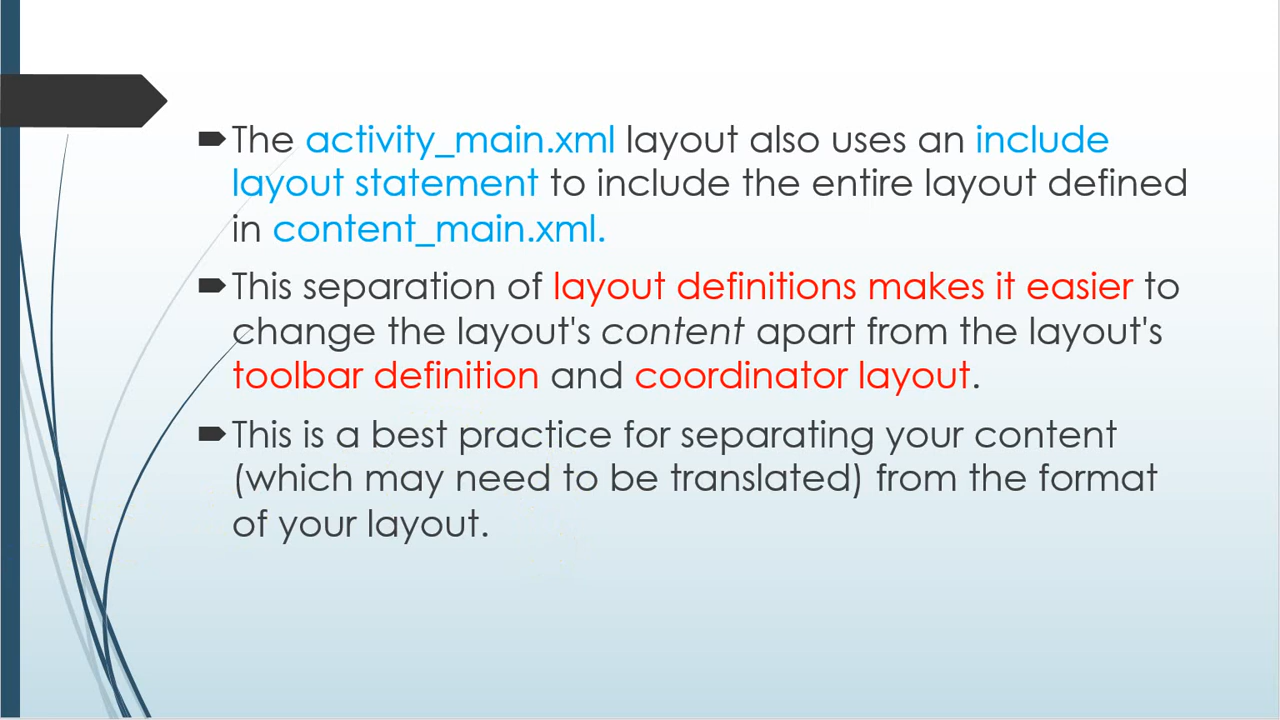 The activity_main.xml layout also uses an include
layout statement to include the entire layout defined
in content_main.xml.
This separation of layout definitions makes it easier to
change the layout's content apart from the layout's
toolbar definition and coordinator layout.
This is a best practice for separating your content
(which may need to be translated) from the format
of your layout.